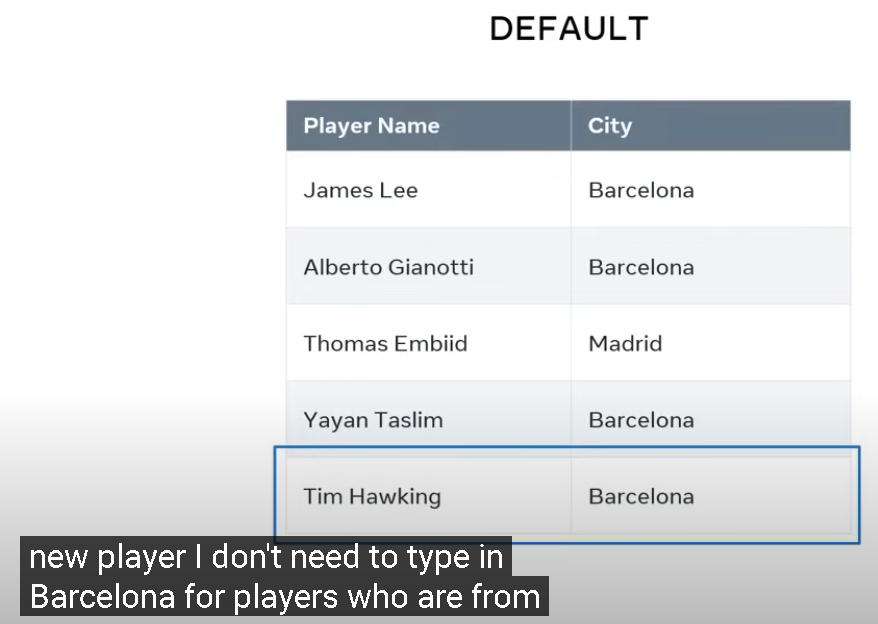 DEFAULT
Player Name City
James Lee Barcelona
Alberto Gianotti Barcelona
Thomas Embiid Madrid
Yayan Taslim Barcelona
Tim Hawking Barcelona
new player I don't need to type in
Barcelona for players who are from